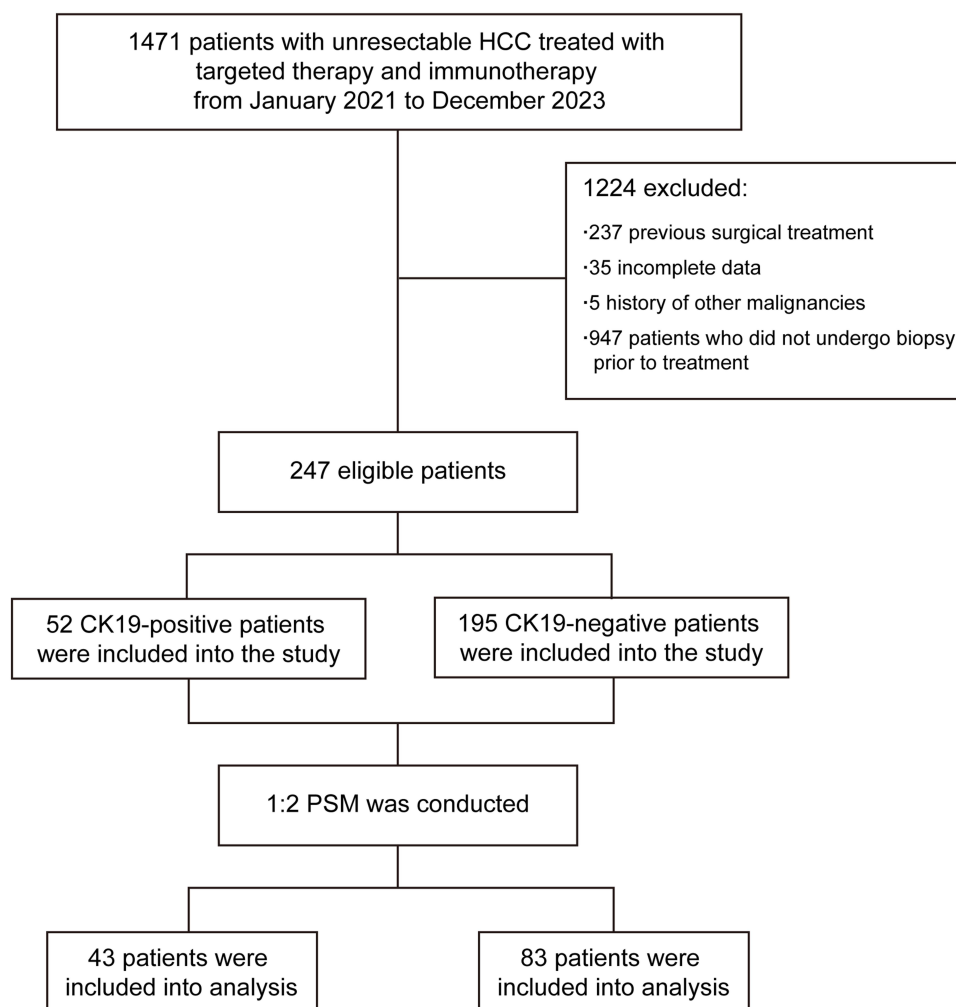 1471 patients with unresectable HCC treated with
targeted therapy and immunotherapy
from January 2021 to December 2023
1224 excluded:
·237 previous surgical treatment
·35 incomplete data
·5 history of other malignancies
·947 patients who did not undergo biopsy
prior to treatment
247 eligible patients
52 CK19-positive patients
were included into the study
195 CK19-negative patients
were included into the study
1:2 PSM was conducted
43 patients were
included into analysis
83 patients were
included into analysis